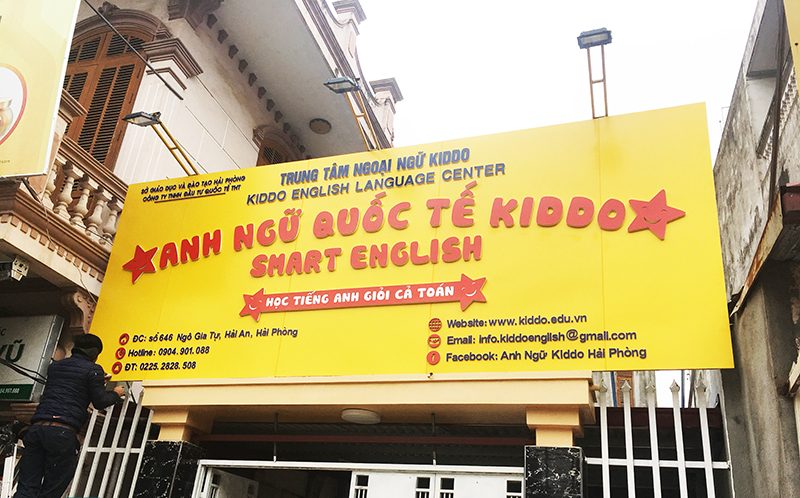 SỞ GIÁO DỤC VÀ ĐÀO TẠO HẢI PHÒNG
CÔNG TY TNHH ĐẦU TƯ QUỐC TẾ THT
TRUNG TÂM NGOẠI NGỮ KIDDO
KIDDO ENGLISH LANGUAGE CENTER
ANH NGỮ QUỐC TẾ KIDDO
SMART ENGLISH
HỌC TIẾNG ANH GIỎI CẢ TOÁN
ĐC: số 646 Ngô Gia Tự, Hải An, Hải Phòng
Hotline: 0904.901.088
ĐT: 0225.2828.508
Website: www.kiddo.edu.vn
Email: info.kiddoenglish@gmail.com
Facebook: Anh Ngữ KIddo Hải Phòng
VŨ